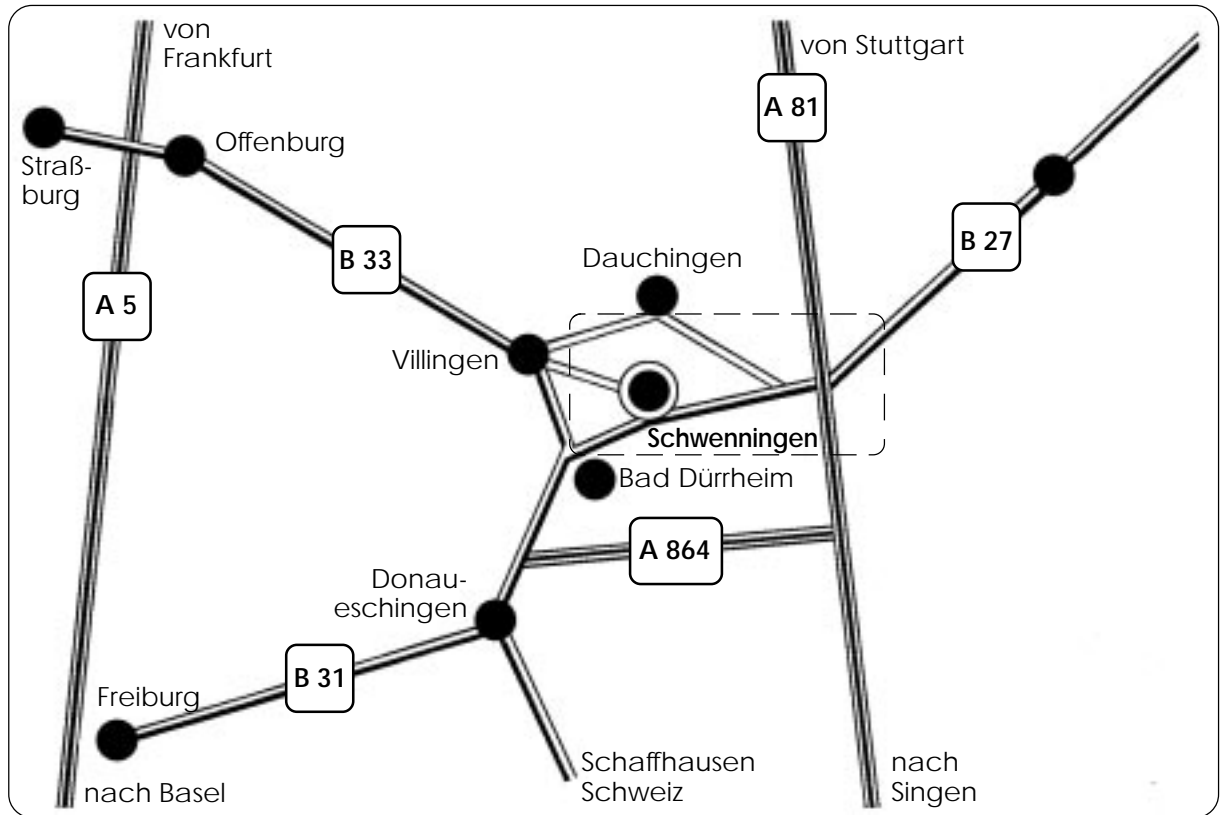 von
Frankfurt
von Stuttgart
A 81
Offenburg
Straß-
burg
B 33
B 27
Dauchingen
A 5
Villingen
Schwenningen
Bad Dürrheim
A 864
Donau-
eschingen
B 31
Freiburg
Schaffhausen
Schweiz
nach
Singen
nach Basel